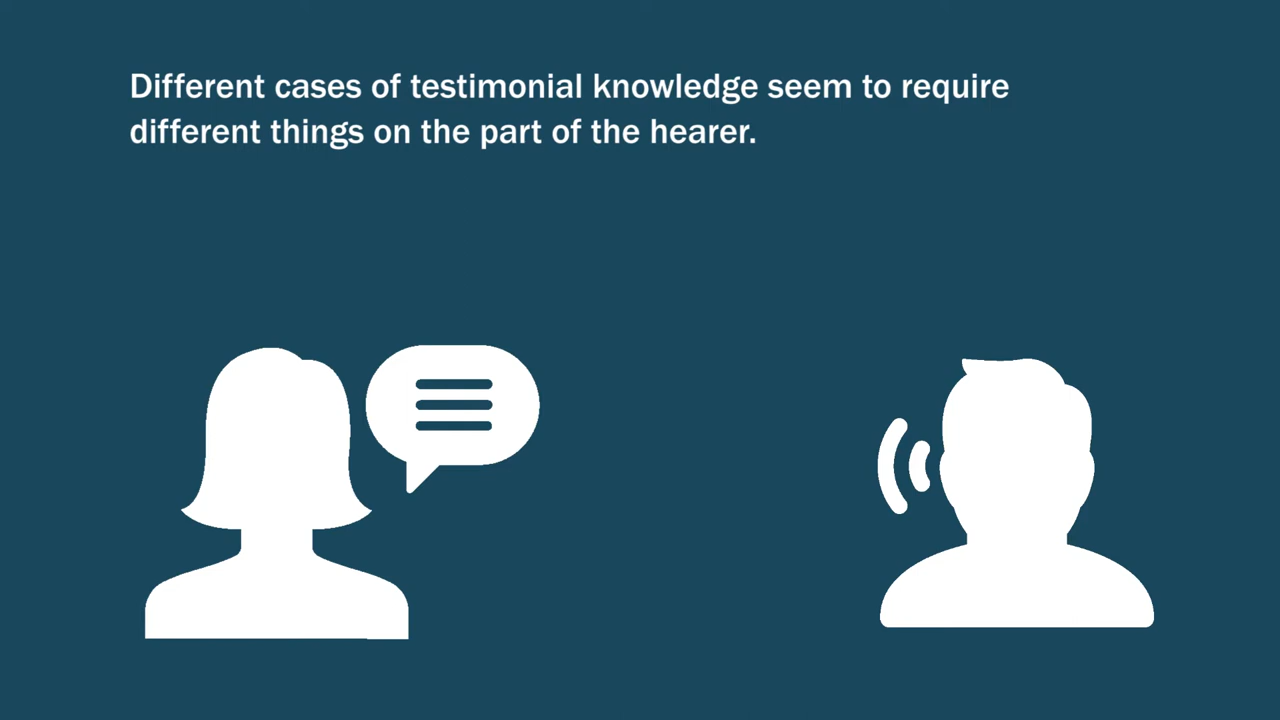 Different cases of testimonial knowledge seem to require
different things on the part of the hearer.